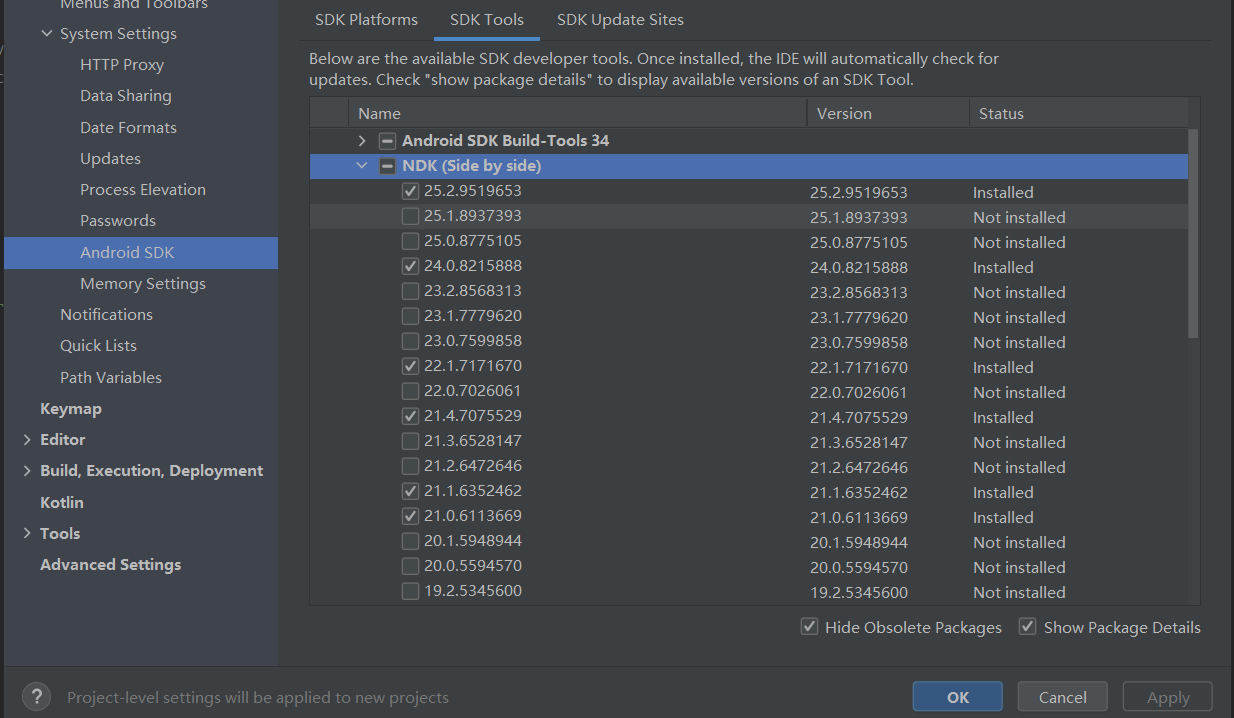 Menus and Toolbars
System Settings
HTTP Proxy
Data Sharing
Date Formats
Updates
Process Elevation
Passwords
Android SDK
Memory Settings
Notifications
Quick Lists
Path Variables
Keymap
Editor
Build, Execution, Deployment
Kotlin
Tools
Advanced Settings
SDK Platforms SDK Tools SDK Update Sites
Below are the available SDK developer tools. Once installed, the IDE will automatically check for
updates. Check "show package details" to display available versions of an SDK Tool.
Name Version Status
Android SDK Build-Tools 34
NDK (Side by side)
25.2.9519653 25.2.9519653 Installed
25.1.8937393 25.1.8937393 Not installed
25.0.8775105 25.0.8775105 Not installed
24.0.8215888 24.0.8215888 Installed
23.2.8568313 23.2.8568313 Not installed
23.1.7779620 23.1.7779620 Not installed
23.0.7599858 23.0.7599858 Not installed
22.1.7171670 22.1.7171670 Installed
22.0.7026061 22.0.7026061 Not installed
21.4.7075529 21.4.7075529 Installed
21.3.6528147 21.3.6528147 Not installed
21.2.6472646 21.2.6472646 Not installed
21.1.6352462 21.1.6352462 Installed
21.0.6113669 21.0.6113669 Installed
20.1.5948944 20.1.5948944 Not installed
20.0.5594570 20.0.5594570 Not installed
19.2.5345600 19.2.5345600 Not installed
Hide Obsolete Packages Show Package Details
? Project-level settings will be applied to new projects
OK Cancel Apply